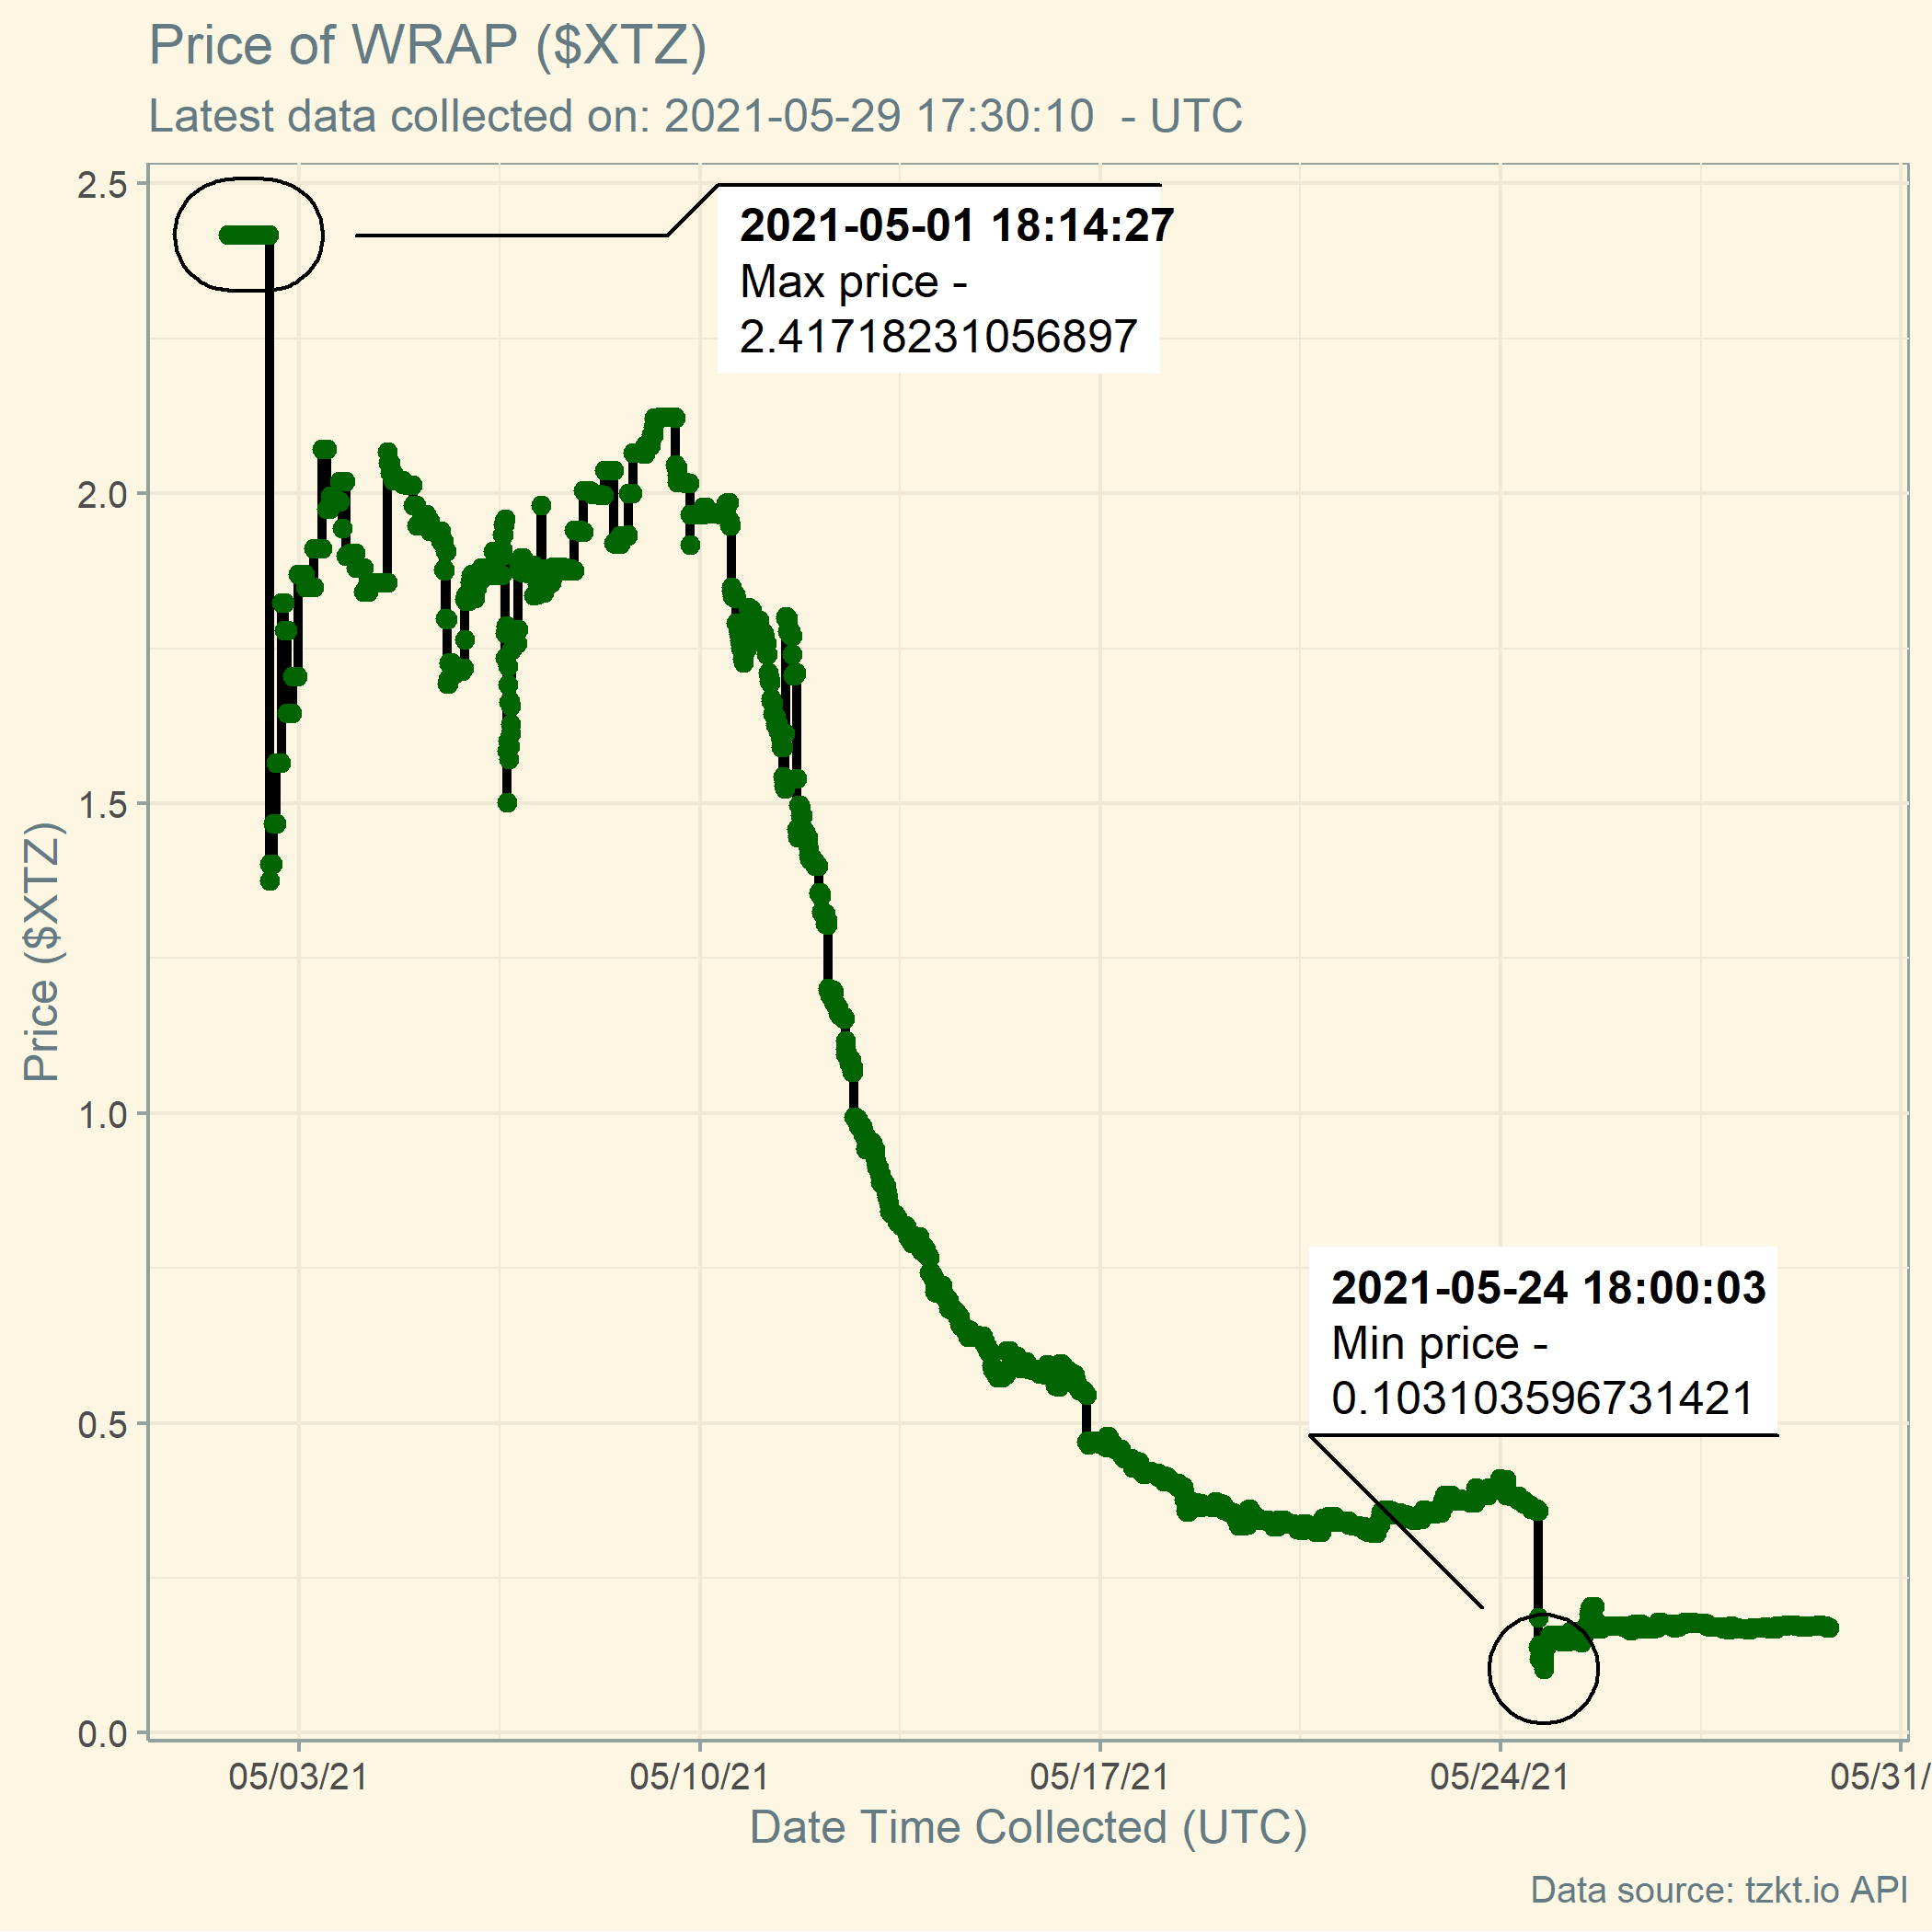 Price of WRAP ($XTZ)
Latest data collected on: 2021-05-29 17:30:10  - UTC
2.5
2021-05-01 18:14:27
Max price -
2.41718231056897
2.0
1.5
Price ($XTZ)
1.0
2021-05-24 18:00:03
Min price -
0.103103596731421
0.5
0.0
05/03/21
05/10/21
05/17/21
05/24/21
05/31/
Date Time Collected (UTC)
Data source: tzkt.io API